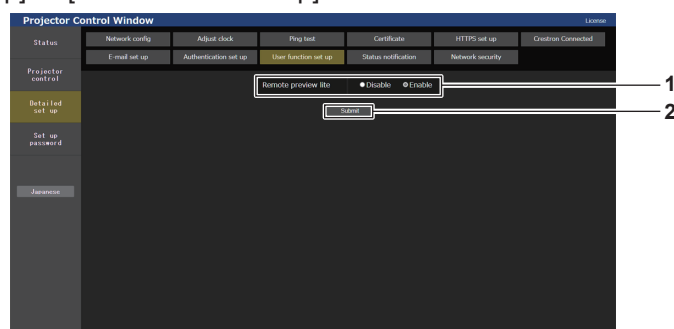 Projector Control Window
License
Status
Network config
Adjust clock
Ping test
Certificate
HTTPS set up
Crestron Connected
E-mail set up
Authentication set up
User function set up
Status notification
Network security
Projector
control
Remote preview lite
Disable
Enable
1
Submit
2
Detailed
set up
Set up
password
Japanese